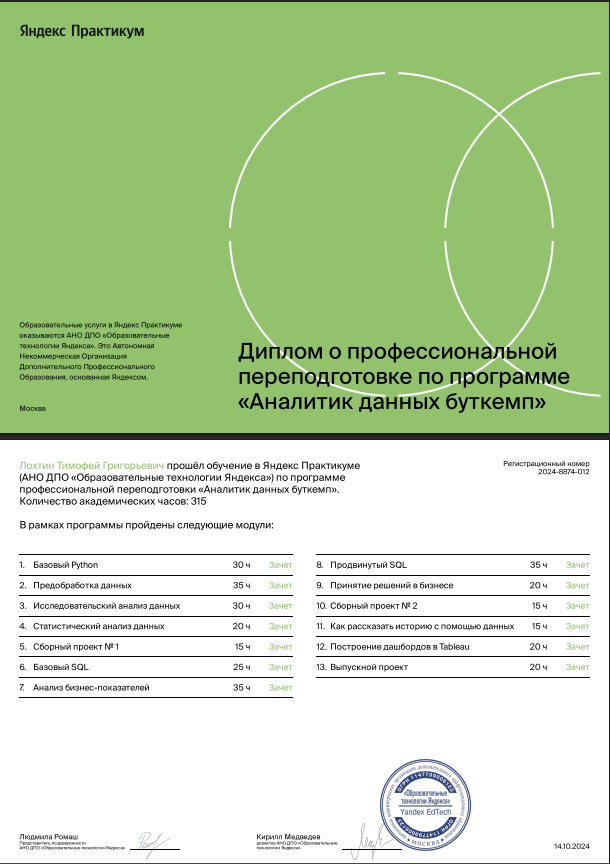 Яндекс Практикум
Образовательные услуги в Яндекс Практикуме
оказываются АНО ДПО «Образовательные
технологии Яндекса». Это Автономная
Некоммерческая Организация
Дополнительного Профессионального
Образования, основанная Яндексом.
Москва
Диплом о профессиональной
переподготовке по программе
«Аналитик данных буткемп»
Лохтин Тимофей Григорьевич прошёл обучение в Яндекс Практикуме
(АНО ДПО «Образовательные технологии Яндекса») по программе
профессиональной переподготовки «Аналитик данных буткемп».
Количество академических часов: 315
Регистрационный номер
2024-8874-012
В рамках программы пройдены следующие модули:
1. Базовый Python 30 ч Зачет
2. Предобработка данных 35 ч Зачет
3. Исследовательский анализ данных 30 ч Зачет
4. Статистический анализ данных 20 ч Зачет
5. Сборный проект № 1 15 ч Зачет
6. Базовый SQL 25 ч Зачет
7. Анализ бизнес-показателей 35 ч Зачет
8. Продвинутый SQL 35 ч Зачет
9. Принятие решений в бизнесе 20 ч Зачет
10. Сборный проект № 2 15 ч Зачет
11. Как рассказать историю с помощью данных 15 ч Зачет
12. Построение дашбордов в Tableau 20 ч Зачет
13. Выпускной проект 20 ч Зачет
Людмила Ромаш
Представитель по доверенности
АНО ДПО «Образовательные технологии Яндекса»
Кирилл Медведев
директор АНО ДПО «Образовательные
технологии Яндекса»
«Образовательные
технологии Яндекса»
Yandex EdTech
МОСКВА
14.10.2024